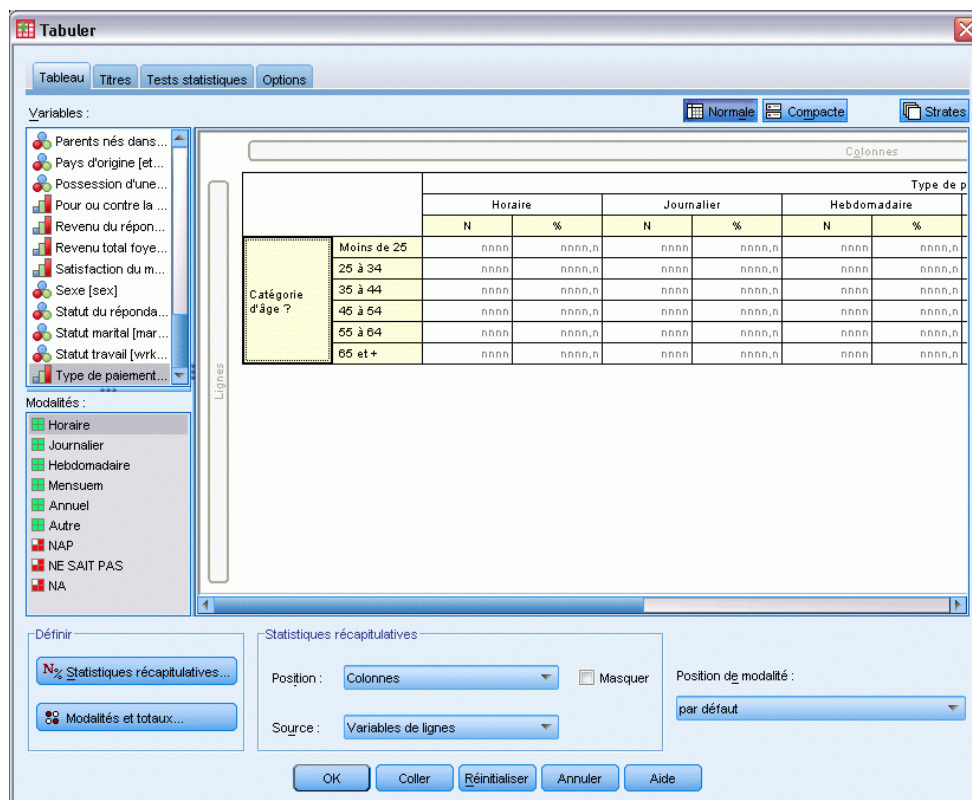 Tabuler
Tableau Titres Tests statistiques Options
Variables :
Normale Compacte Strates
Parents nés dans...
Pays d'origine [et...
Possession d'une...
Pour ou contre la ...
Revenu du répon...
Revenu total foye...
Satisfaction du m...
Sexe [sex]
Statut du réponda...
Statut marital [mar...
Statut travail [wrk...
Type de paiement...
Modalités :
Horaire
Journalier
Hebdomadaire
Mensuem
Annuel
Autre
NAP
NE SAIT PAS
NA
Colonnes
Lignes
Type de p
Horaire Journalier Hebdomadaire
N % N % N %
Catégorie d'âge ?
Moins de 25 nnnn nnnn,n nnnn nnnn,n nnnn nnnn,n
25 à 34 nnnn nnnn,n nnnn nnnn,n nnnn nnnn,n
35 à 44 nnnn nnnn,n nnnn nnnn,n nnnn nnnn,n
45 à 54 nnnn nnnn,n nnnn nnnn,n nnnn nnnn,n
55 à 64 nnnn nnnn,n nnnn nnnn,n nnnn nnnn,n
65 et + nnnn nnnn,n nnnn nnnn,n nnnn nnnn,n
Définir
N% Statistiques récapitulatives...
Modalités et totaux...
Statistiques récapitulatives
Position : Colonnes Masquer
Source : Variables de lignes
Position de modalité :
par défaut
OK Coller Réinitialiser Annuler Aide